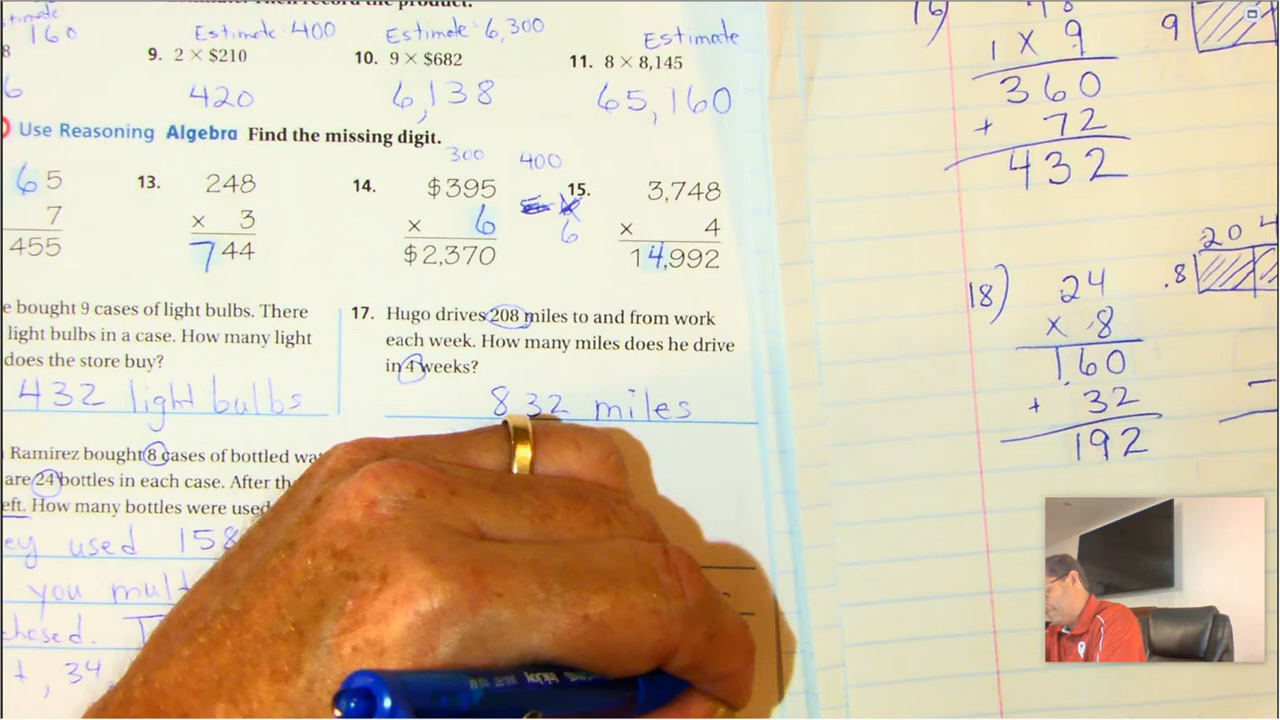 160
Estimate: 400
Estimate: 6,300
Estimate
8
9. 2 × $210
10. 9 × $682
11. 8 × 8,145
6
420
6,138
65,160
Use Reasoning Algebra Find the missing digit.
300
400
65
7
455
13. 248
× 3
744
14. $395
× 6
$2,370
6
15. 3,748
× 4
14,992
e bought 9 cases of light bulbs. There
light bulbs in a case. How many light
does the store buy?
432 light bulbs
17. Hugo drives 208 miles to and from work
each week. How many miles does he drive
in 4 weeks?
832 miles
Ramirez bought 8 cases of bottled wa
are 24 bottles in each case. After th
eft. How many bottles were used
ey used 158
you mult
chased.
t, 34
16)
1 × 9
360
+ 72
432
9
18) 24
× 8
160
+ 32
192
20 4
.8